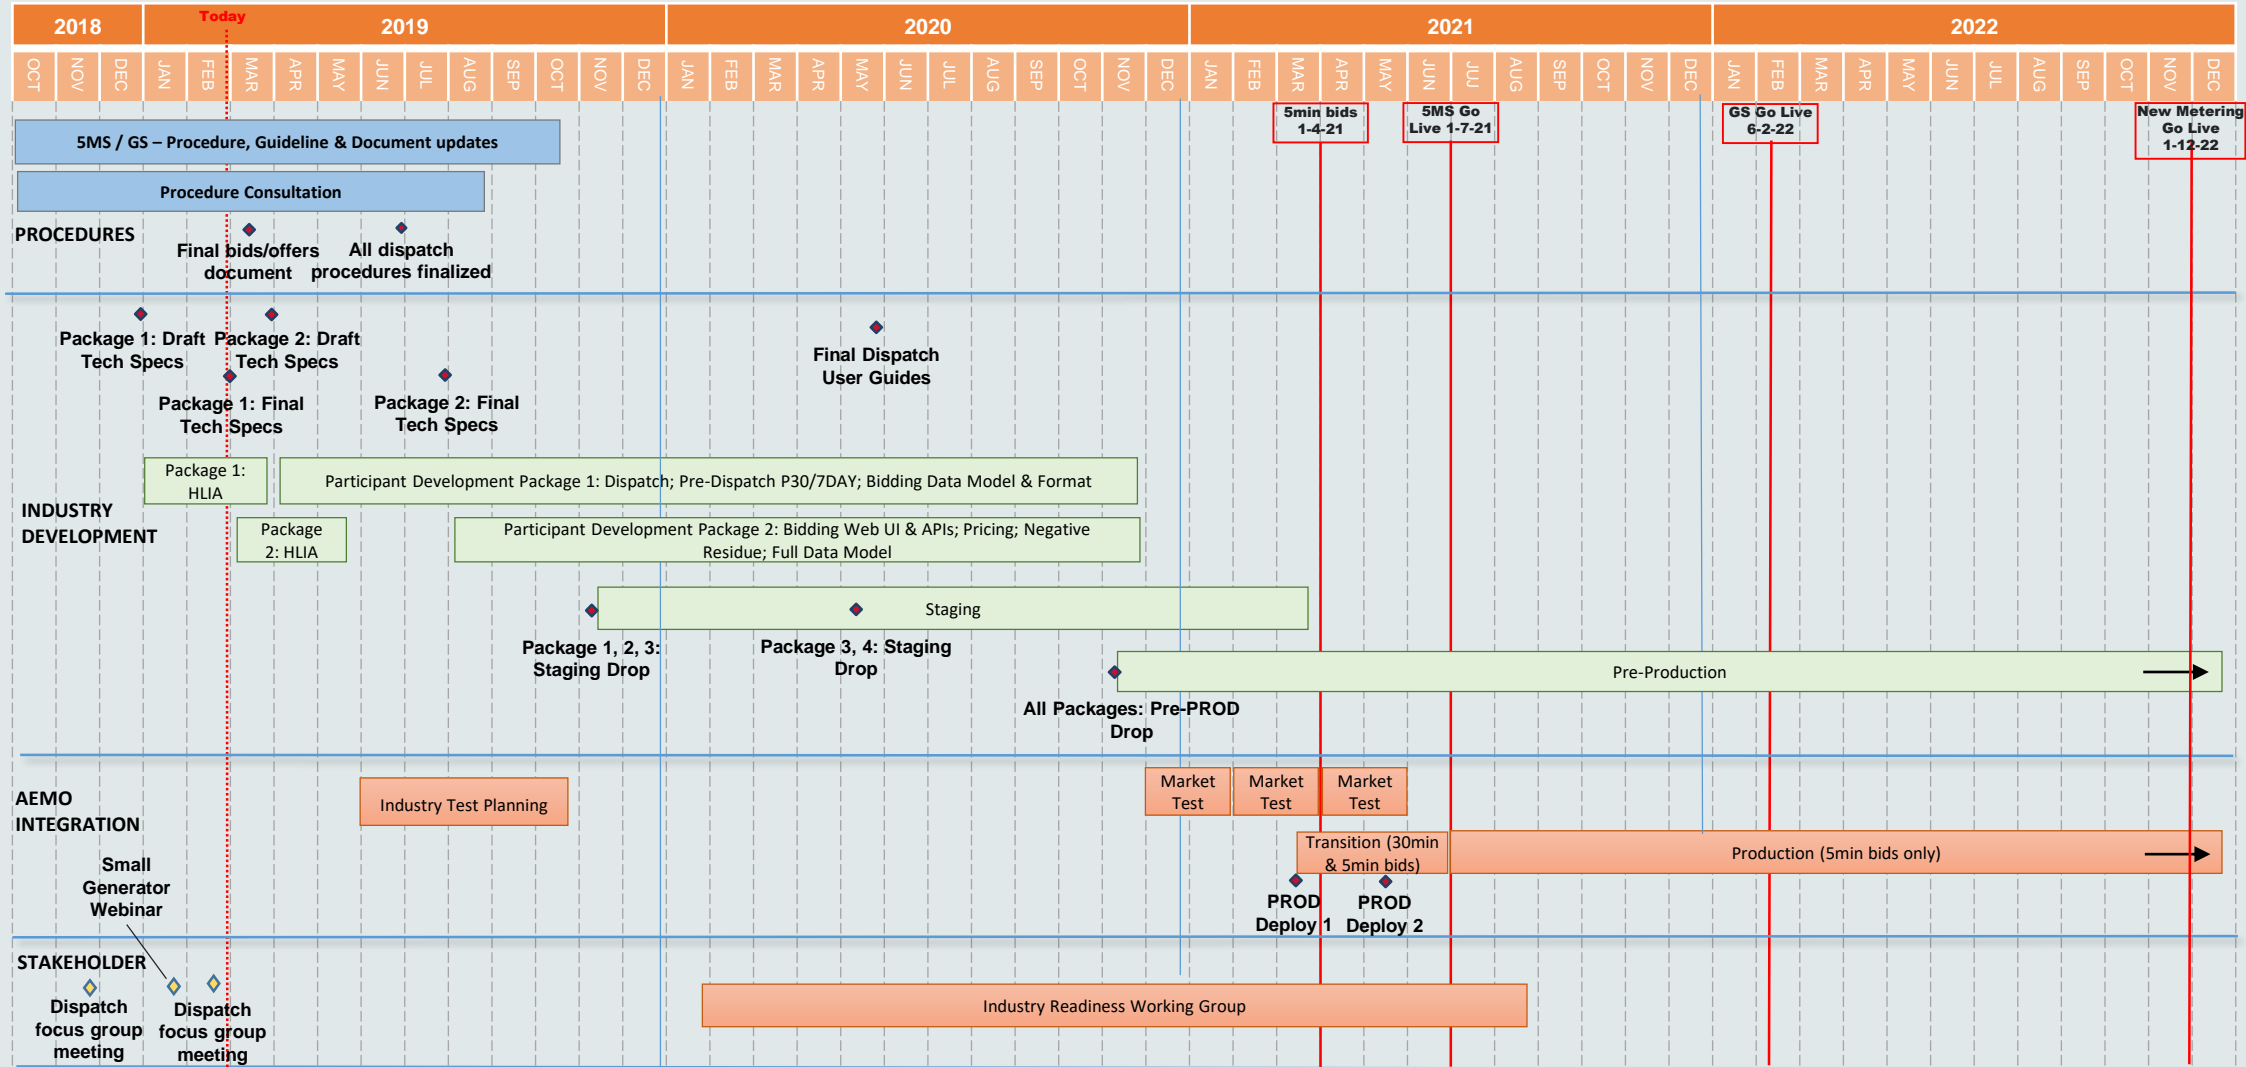 Today
2018
2019
2020
2021
2022
OCT NOV DEC JAN FEB MAR APR MAY JUN JUL AUG SEP OCT NOV DEC JAN FEB MAR APR MAY JUN JUL AUG SEP OCT NOV DEC JAN FEB MAR APR MAY JUN JUJ AUG SEP OCT NOV DEC JAN FEB MAR APR MAY JUN JUL AUG SEP OCT NOV DEC
5min bids
1-4-21
5MS Go
Live 1-7-21
GS Go Live
6-2-22
New Metering
Go Live
1-12-22
5MS / GS – Procedure, Guideline & Document updates
Procedure Consultation
PROCEDURES
Final bids/offers
document
All dispatch
procedures finalized
Package 1: Draft
Tech Specs
Package 2: Draft
Tech Specs
Package 1: Final
Tech Specs
Package 2: Final
Tech Specs
Final Dispatch
User Guides
Package 1:
HLIA
Participant Development Package 1: Dispatch; Pre-Dispatch P30/7DAY; Bidding Data Model & Format
INDUSTRY
DEVELOPMENT
Package
2: HLIA
Participant Development Package 2: Bidding Web UI & APIs; Pricing; Negative
Residue; Full Data Model
Staging
Package 1, 2, 3:
Staging Drop
Package 3, 4: Staging
Drop
Pre-Production
All Packages: Pre-PROD
Drop
AEMO
INTEGRATION
Industry Test Planning
Market
Test
Market
Test
Market
Test
Transition (30min
& 5min bids)
Production (5min bids only)
PROD
Deploy 1
PROD
Deploy 2
Small
Generator
Webinar
STAKEHOLDER
Dispatch
focus group
meeting
Dispatch
focus group
meeting
Industry Readiness Working Group